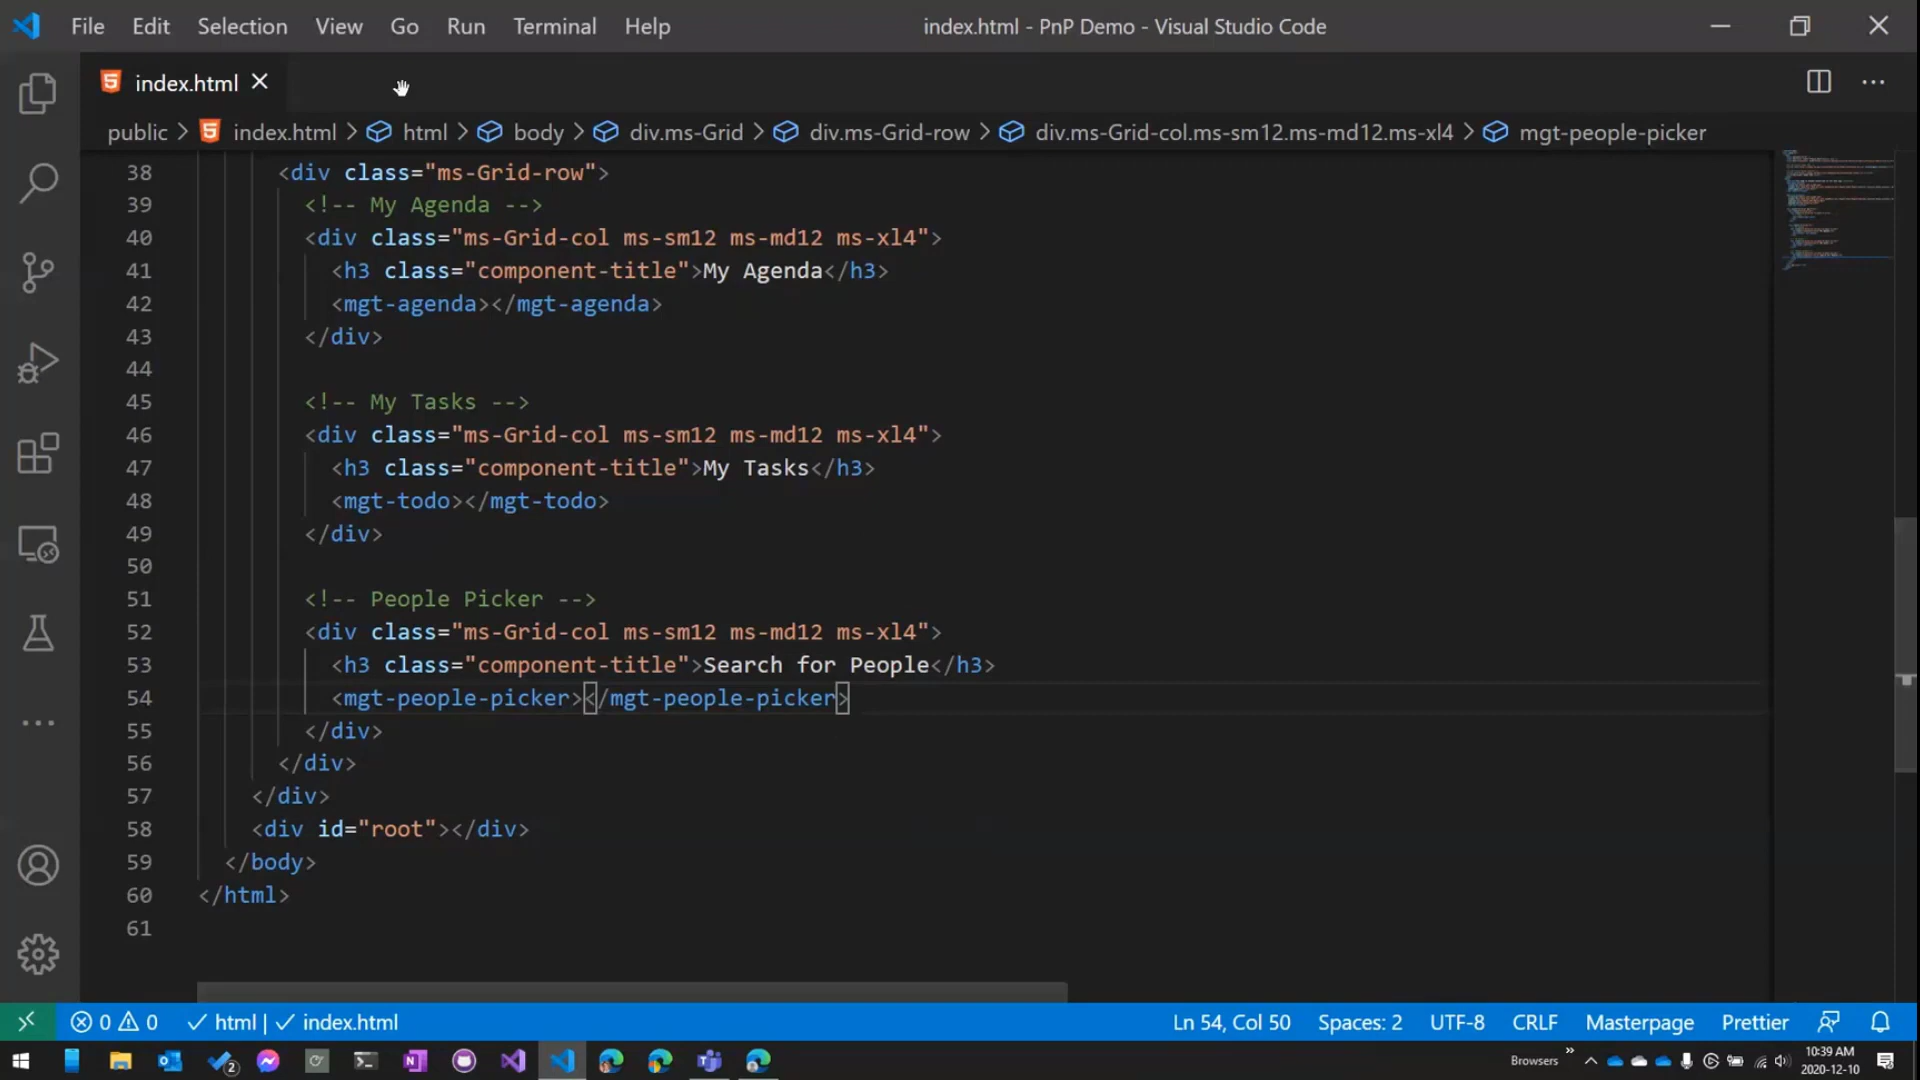 File Edit Selection View Go Run Terminal Help index.html - PnP Demo - Visual Studio Code
index.html
public > index.html > html > body > div.ms-Grid > div.ms-Grid-row > div.ms-Grid-col.ms-sm12.ms-md12.ms-xl4 > mgt-people-picker
38 <div class="ms-Grid-row">
39 <!-- My Agenda -->
40 <div class="ms-Grid-col ms-sm12 ms-md12 ms-xl4">
41 <h3 class="component-title">My Agenda</h3>
42 <mgt-agenda></mgt-agenda>
43 </div>
44
45 <!-- My Tasks -->
46 <div class="ms-Grid-col ms-sm12 ms-md12 ms-xl4">
47 <h3 class="component-title">My Tasks</h3>
48 <mgt-todo></mgt-todo>
49 </div>
50
51 <!-- People Picker -->
52 <div class="ms-Grid-col ms-sm12 ms-md12 ms-xl4">
53 <h3 class="component-title">Search for People</h3>
54 <mgt-people-picker></mgt-people-picker>
55 </div>
56 </div>
57 </div>
58 <div id="root"></div>
59 </body>
60 </html>
61
0 0 html | index.html Ln 54, Col 50 Spaces: 2 UTF-8 CRLF Masterpage Prettier
2 Browsers 10:39 AM
2020-12-10